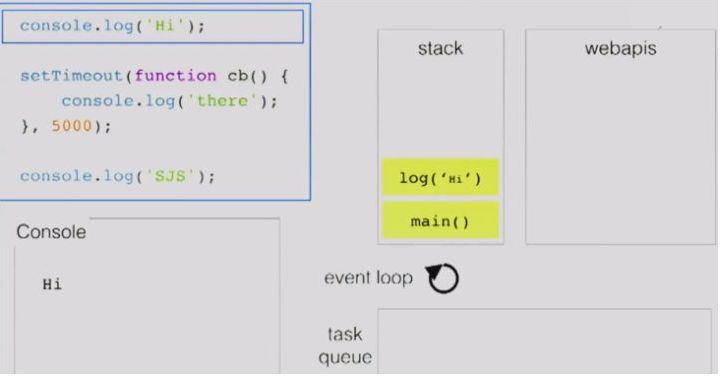 console.log('Hi');
setTimeout(function cb() {
console.log('there');
}, 5000);
console.log('SJS');
Console
Hi
stack
log('Hi')
main()
webapis
event loop
task
queue